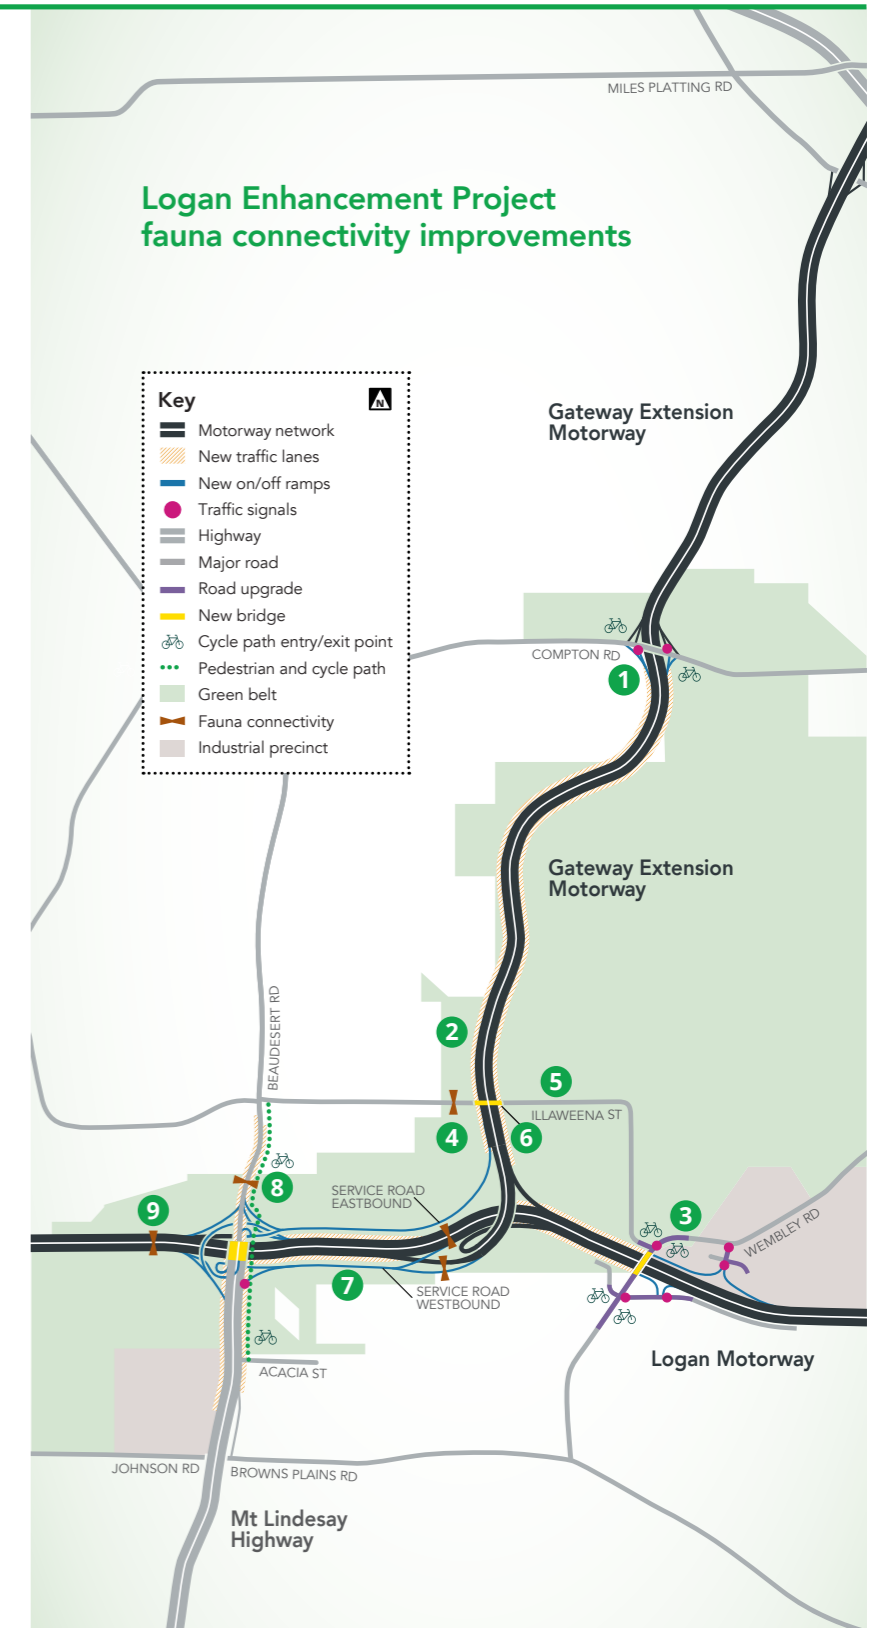 MILES PLATTING RD
Logan Enhancement Project
fauna connectivity improvements
Key
N
Motorway network
New traffic lanes
New on/off ramps
Traffic signals
Highway
Major road
Road upgrade
New bridge
Cycle path entry/exit point
Pedestrian and cycle path
Green belt
Fauna connectivity
Industrial precinct
Gateway Extension
Motorway
COMPTON RD
1
Gateway Extension
Motorway
BEAUDESERT RD
2
5
ILLAWEENA ST
4
6
8
SERVICE ROAD
EASTBOUND
9
3
WEMBLEY RD
7
SERVICE ROAD
WESTBOUND
Logan Motorway
ACACIA ST
JOHNSON RD
BROWNS PLAINS RD
Mt Lindesay
Highway